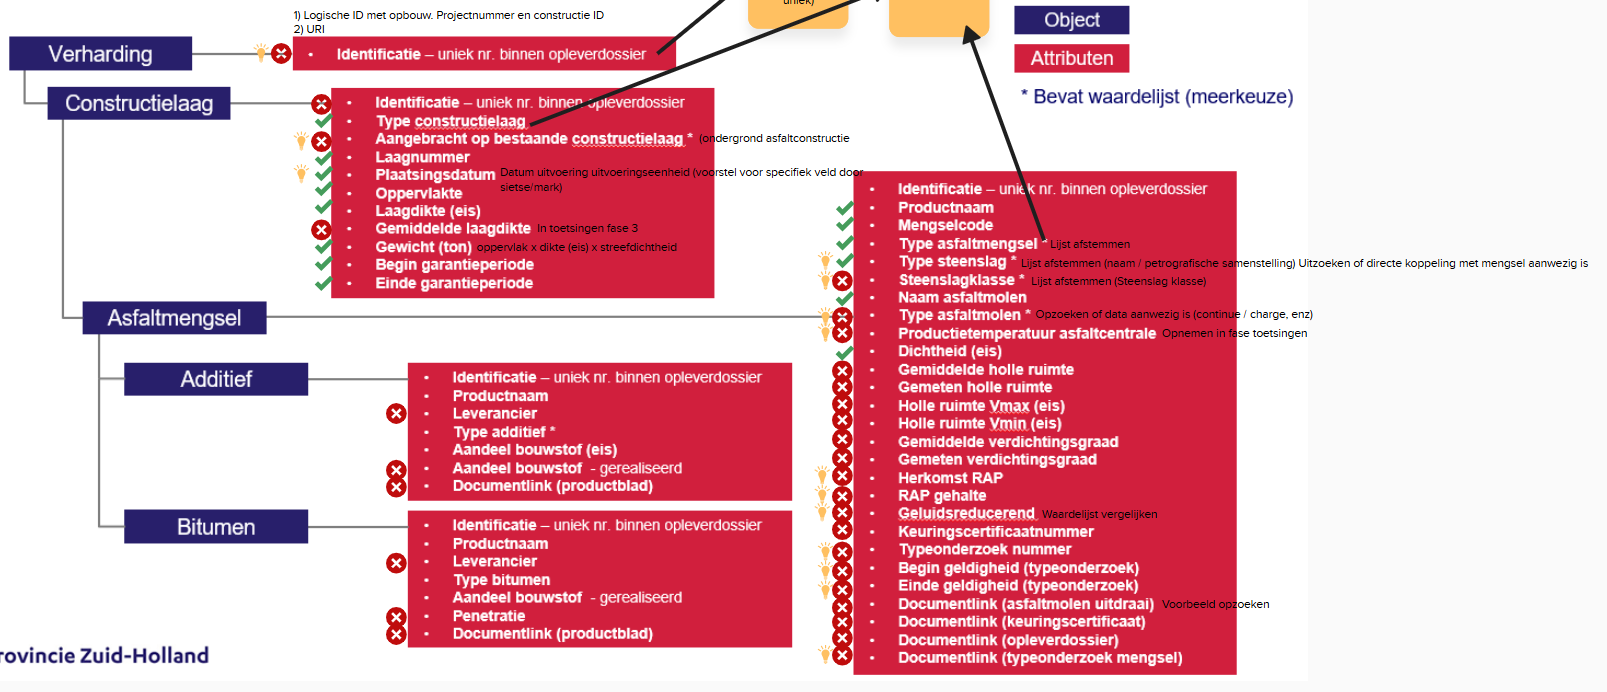 uniek)
1) Logische ID met opbouw. Projectnummer en constructie ID
2) URI
Object
Attributen
* Bevat waardelijst (meerkeuze)
Verharding
• Identificatie – uniek nr. binnen opleverdossier
Constructielaag
• Identificatie – uniek nr. binnen opleverdossier
• Type constructielaag
• Aangebracht op bestaande constructielaag * (ondergrond asfaltconstructie
• Laagnummer
• Plaatsingsdatum Datum uitvoering uitvoeringseenheid (voorstel voor specifiek veld door
sietse/mark)
• Oppervlakte
• Laagdikte (eis)
• Gemiddelde laagdikte In toetsingen fase 3
• Gewicht (ton) oppervlak x dikte (eis) x streefdichtheid
• Begin garantieperiode
• Einde garantieperiode
Asfaltmengsel
• Identificatie – uniek nr. binnen opleverdossier
• Productnaam
• Mengselcode
• Type asfaltmengsel * Lijst afstemmen
• Type steenslag * Lijst afstemmen (naam / petrografische samenstelling) Uitzoeken of directe koppeling met mengsel aanwezig is
• Steenslagklasse * Lijst afstemmen (Steenslag klasse)
• Naam asfaltmolen
• Type asfaltmolen * Opzoeken of data aanwezig is (continue / charge, enz)
• Productietemperatuur asfaltcentrale Opnemen in fase toetsingen
• Dichtheid (eis)
• Gemiddelde holle ruimte
• Gemeten holle ruimte
• Holle ruimte Vmax (eis)
• Holle ruimte Vmin (eis)
• Gemiddelde verdichtingsgraad
• Gemeten verdichtingsgraad
• Herkomst RAP
• RAP gehalte
• Geluidsreducerend Waardelijst vergelijken
• Keuringscertificaatnummer
• Typeonderzoek nummer
• Begin geldigheid (typeonderzoek)
• Einde geldigheid (typeonderzoek)
• Documentlink (asfaltmolen uitdraai) Voorbeeld opzoeken
• Documentlink (keuringscertificaat)
• Documentlink (opleverdossier)
• Documentlink (typeonderzoek mengsel)
Additief
• Identificatie – uniek nr. binnen opleverdossier
• Productnaam
• Leverancier
• Type additief *
• Aandeel bouwstof (eis)
• Aandeel bouwstof - gerealiseerd
• Documentlink (productblad)
Bitumen
• Identificatie – uniek nr. binnen opleverdossier
• Productnaam
• Leverancier
• Type bitumen
• Aandeel bouwstof - gerealiseerd
• Penetratie
• Documentlink (productblad)
rovincie Zuid-Holland